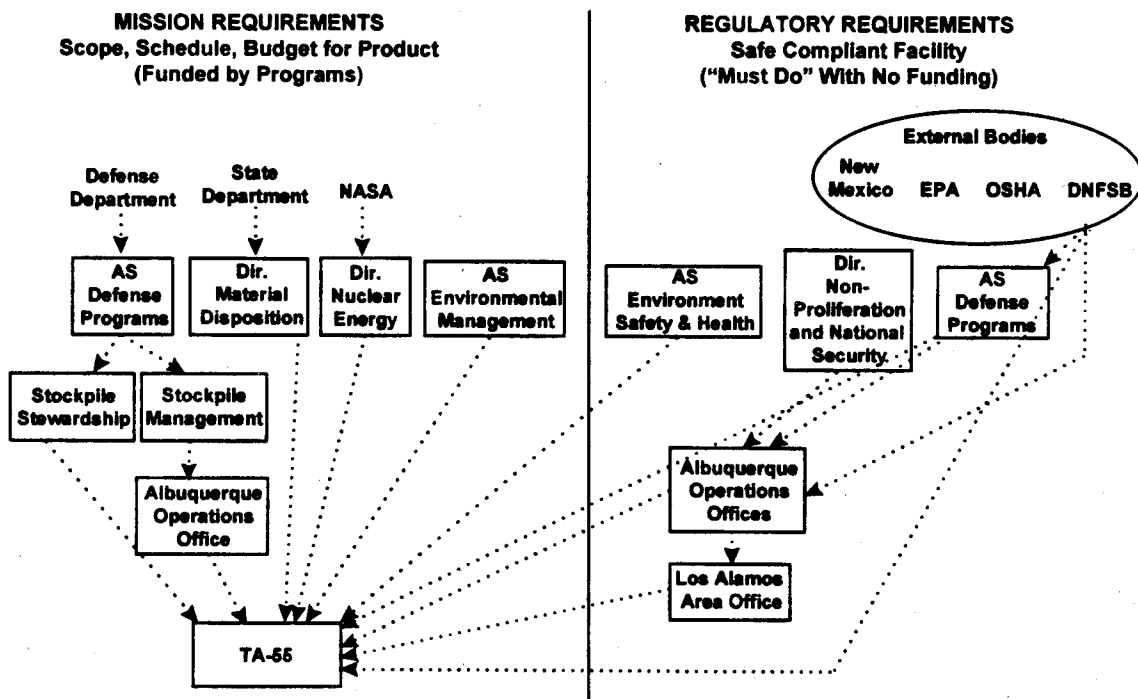 MISSION REQUIREMENTS
Scope, Schedule, Budget for Product
(Funded by Programs)
Defense
Department
State
Department
NASA
AS
Defense
Programs
Dir.
Material
Disposition
Dir.
Nuclear
Energy
AS
Environmental
Management
Stockpile
Stewardship
Stockpile
Management
Albuquerque
Operations
Office
TA-55
REGULATORY REQUIREMENTS
Safe Compliant Facility
("Must Do" With No Funding)
External Bodies
New
Mexico
EPA
OSHA
DNFSB
AS
Environment
Safety & Health
Dir.
Non-
Proliferation
and National
Security.
AS
Defense
Programs
Albuquerque
Operations
Offices
Los Alamos
Area Office